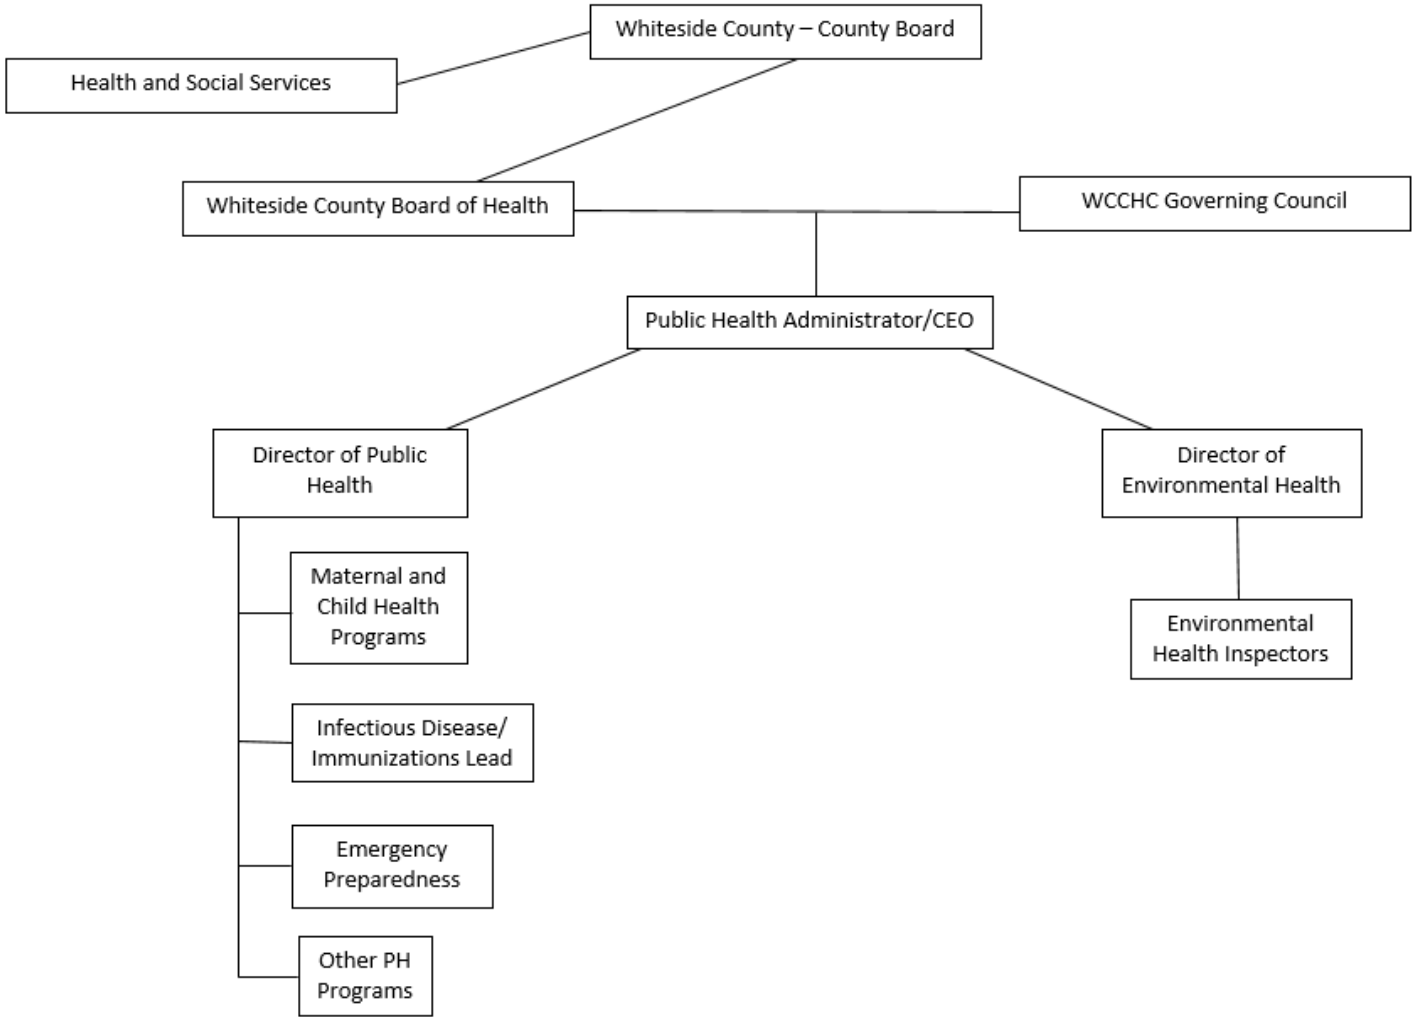 Whiteside County – County Board
Health and Social Services
Whiteside County Board of Health
WCCHC Governing Council
Public Health Administrator/CEO
Director of Public
Health
Director of
Environmental Health
Maternal and
Child Health
Programs
Environmental
Health Inspectors
Infectious Disease/
Immunizations Lead
Emergency
Preparedness
Other PH
Programs